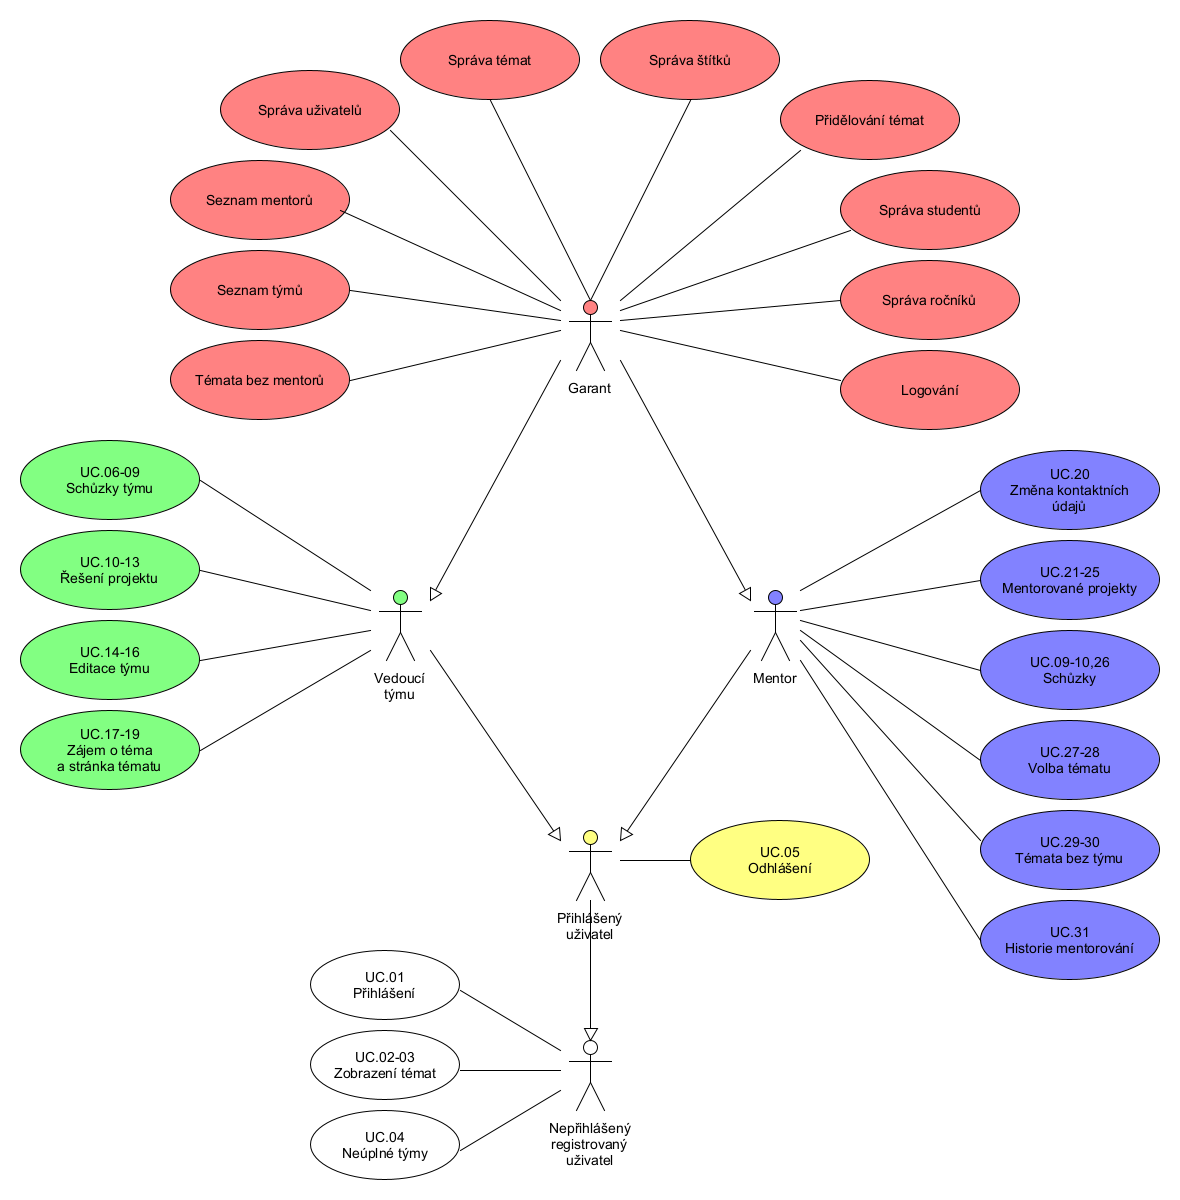 Správa témat
Správa štítků
Správa uživatelů
Přidělování témat
Seznam mentorů
Správa studentů
Seznam týmů
Správa ročníků
Témata bez mentorů
Logování
Garant
UC.06-09
Schůzky týmu
UC.10-13
Řešení projektu
UC.14-16
Editace týmu
UC.17-19
Zájem o téma
a stránka tématu
Vedoucí
týmu
Mentor
UC.20
Změna kontaktních
údajů
UC.21-25
Mentorované projekty
UC.09-10,26
Schůzky
UC.27-28
Volba tématu
UC.29-30
Témata bez týmu
UC.31
Historie mentorování
UC.05
Odhlášení
Přihlášený
uživatel
UC.01
Přihlášení
UC.02-03
Zobrazení témat
UC.04
Neúplné týmy
Nepřihlášený
registrovaný
uživatel